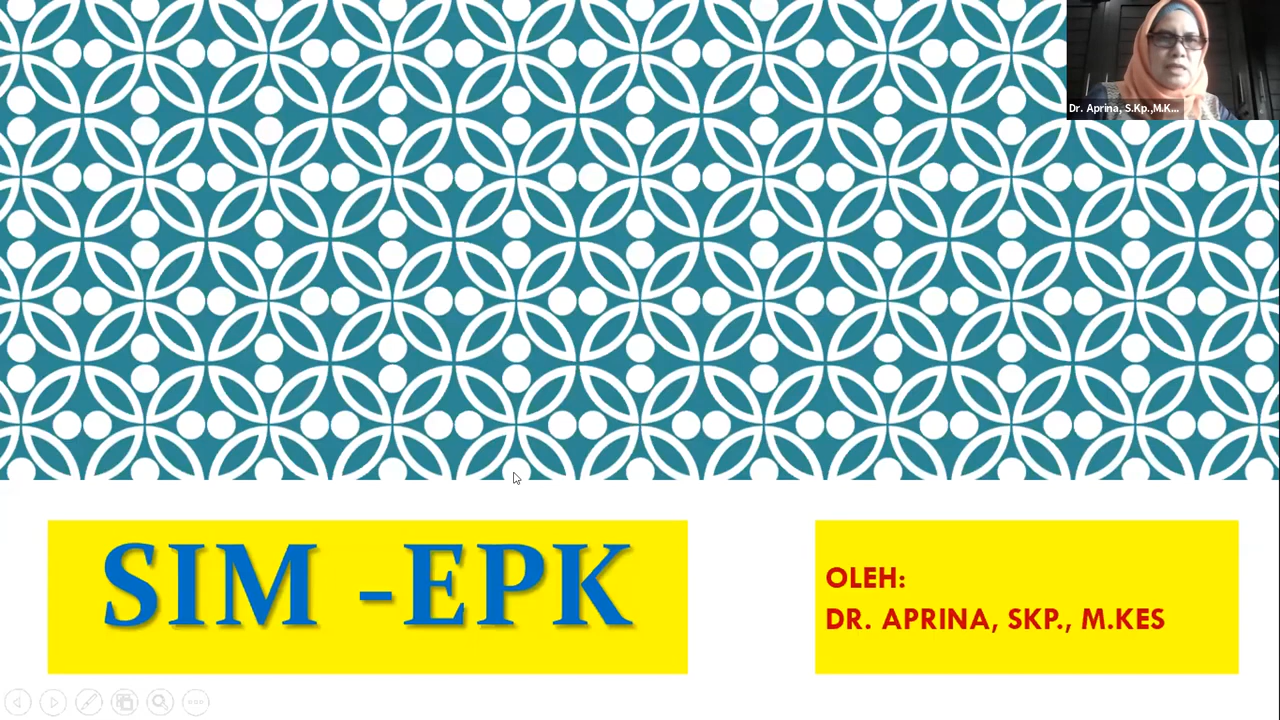 Dr. Aprina, S.Kp.,M.K...
SIM -EPK
OLEH:
DR. APRINA, SKP., M.KES